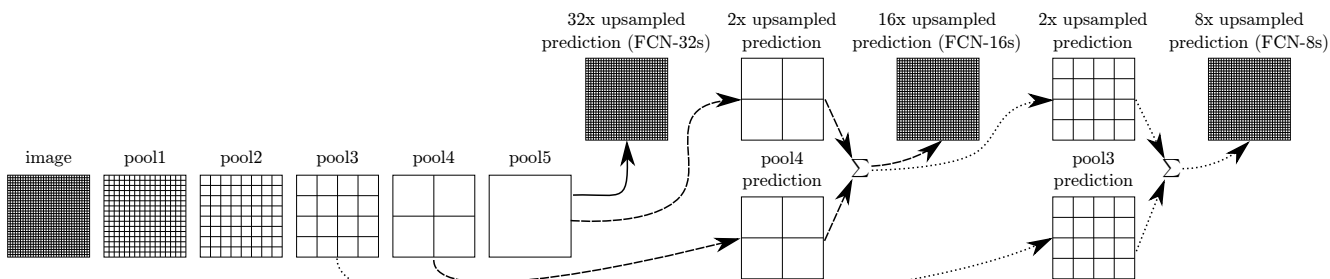 32x upsampled
prediction (FCN-32s)
2x upsampled
prediction
16x upsampled
prediction (FCN-16s)
2x upsampled
prediction
8x upsampled
prediction (FCN-8s)
image
pool1
pool2
pool3
pool4
pool5
pool4
prediction
∑
pool3
prediction
∑